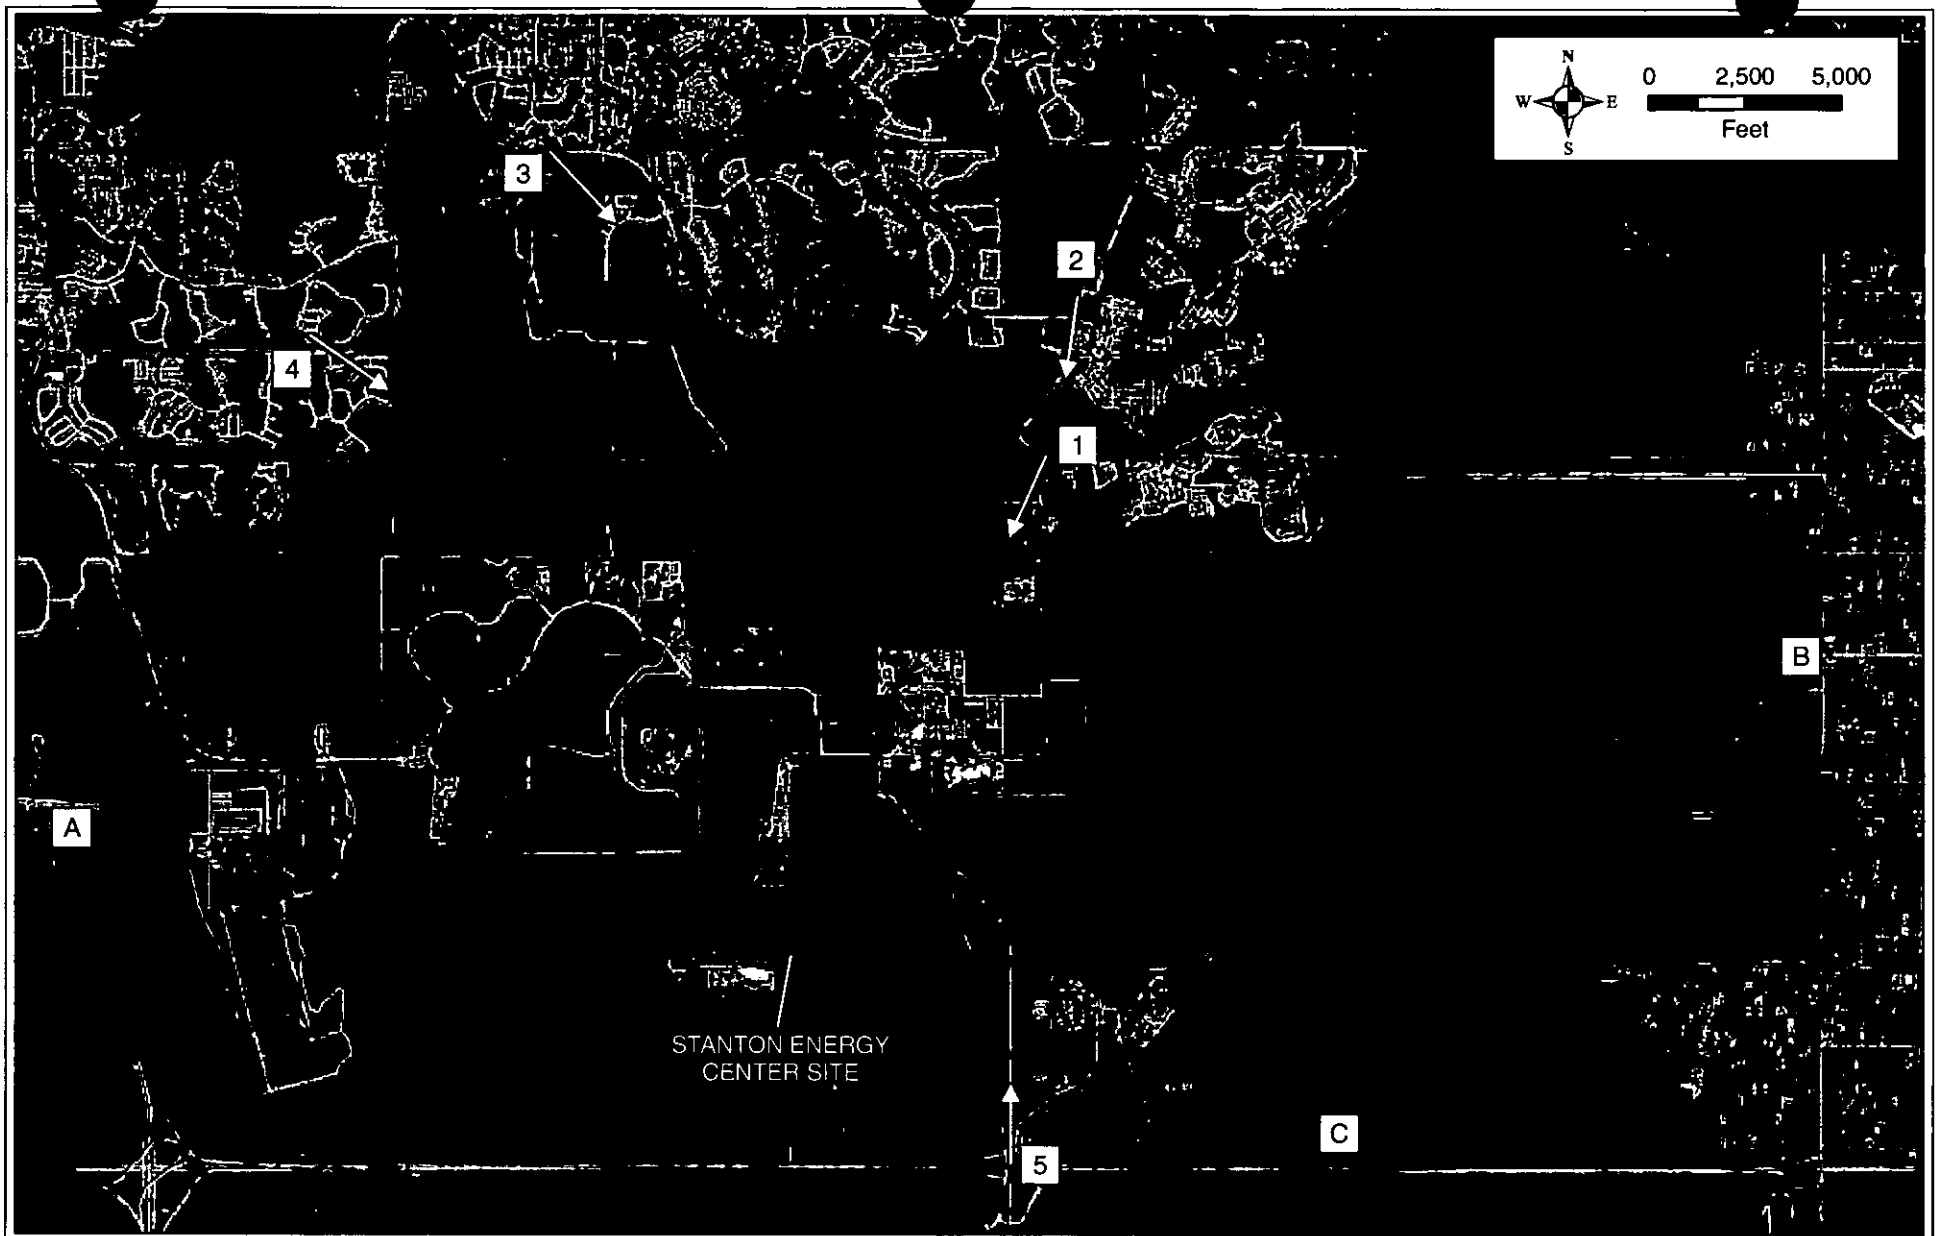 N
W E
S
0 2,500 5,000
Feet
3
2
4
1
B
A
STANTON ENERGY
CENTER SITE
C
5